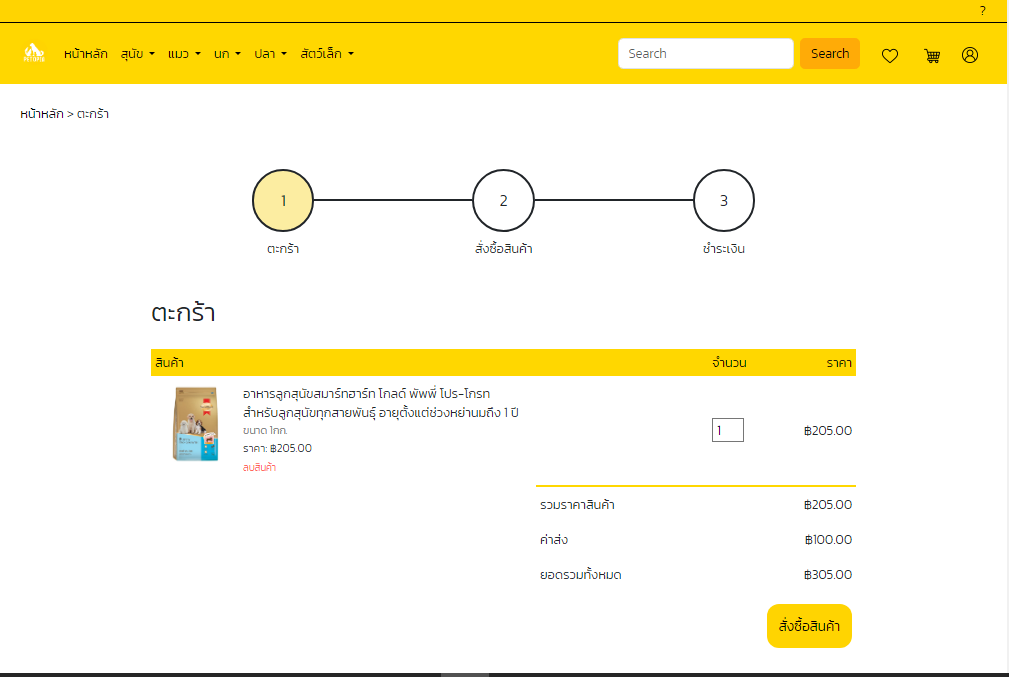 ?
PETOPIA
หน้าหลัก สุนัข แมว นก ปลา สัตว์เล็ก Search Search
หน้าหลัก > ตะกร้า
1 2 3
ตะกร้า สั่งซื้อสินค้า ชำระเงิน
ตะกร้า
สินค้า จำนวน ราคา
อาหารลูกสุนัขสมาร์ทฮาร์ท โกลด์ พัพพี่ โปร-โกรท
สำหรับลูกสุนัขทุกสายพันธุ์ อายุตั้งแต่ช่วงหย่านมถึง 1 ปี
ขนาด 1กก.
ราคา: ฿205.00
ลบสินค้า
1 ฿205.00
รวมราคาสินค้า ฿205.00
ค่าส่ง ฿100.00
ยอดรวมทั้งหมด ฿305.00
สั่งซื้อสินค้า